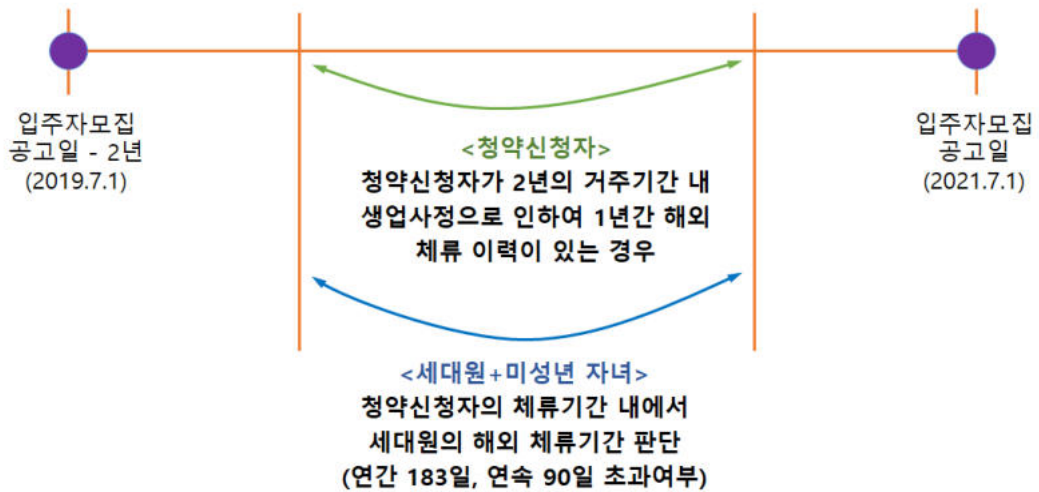 입주자모집
공고일 - 2년
(2019.7.1)
입주자모집
공고일
(2021.7.1)
<청약신청자>
청약신청자가 2년의 거주기간 내
생업사정으로 인하여 1년간 해외
체류 이력이 있는 경우
<세대원+미성년 자녀>
청약신청자의 체류기간 내에서
세대원의 해외 체류기간 판단
(연간 183일, 연속 90일 초과여부)